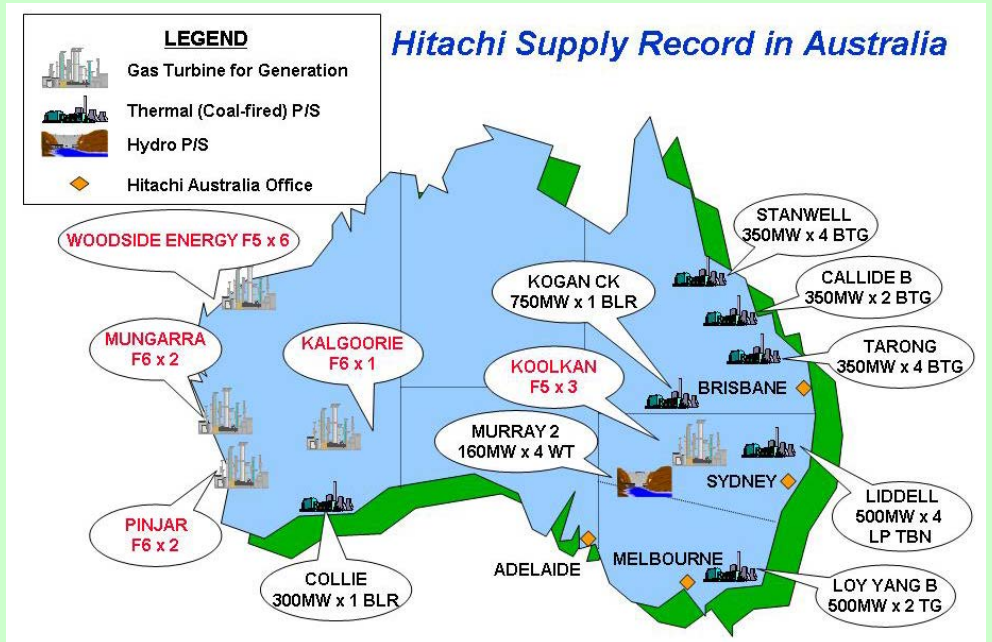 LEGEND
Gas Turbine for Generation
Thermal (Coal-fired) P/S
Hydro P/S
Hitachi Australia Office
Hitachi Supply Record in Australia
WOODSIDE ENERGY F5 x 6
MUNGARRA
F6 x 2
KALGOORIE
F6 x 1
PINJAR
F6 x 2
COLLIE
300MW x 1 BLR
KOGAN CK
750MW x 1 BLR
KOOLKAN
F5 x 3
MURRAY 2
160MW x 4 WT
STANWELL
350MW x 4 BTG
CALLIDE B
350MW x 2 BTG
TARONG
350MW x 4 BTG
BRISBANE
SYDNEY
LIDDELL
500MW x 4
LP TBN
ADELAIDE
MELBOURNE
LOY YANG B
500MW x 2 TG